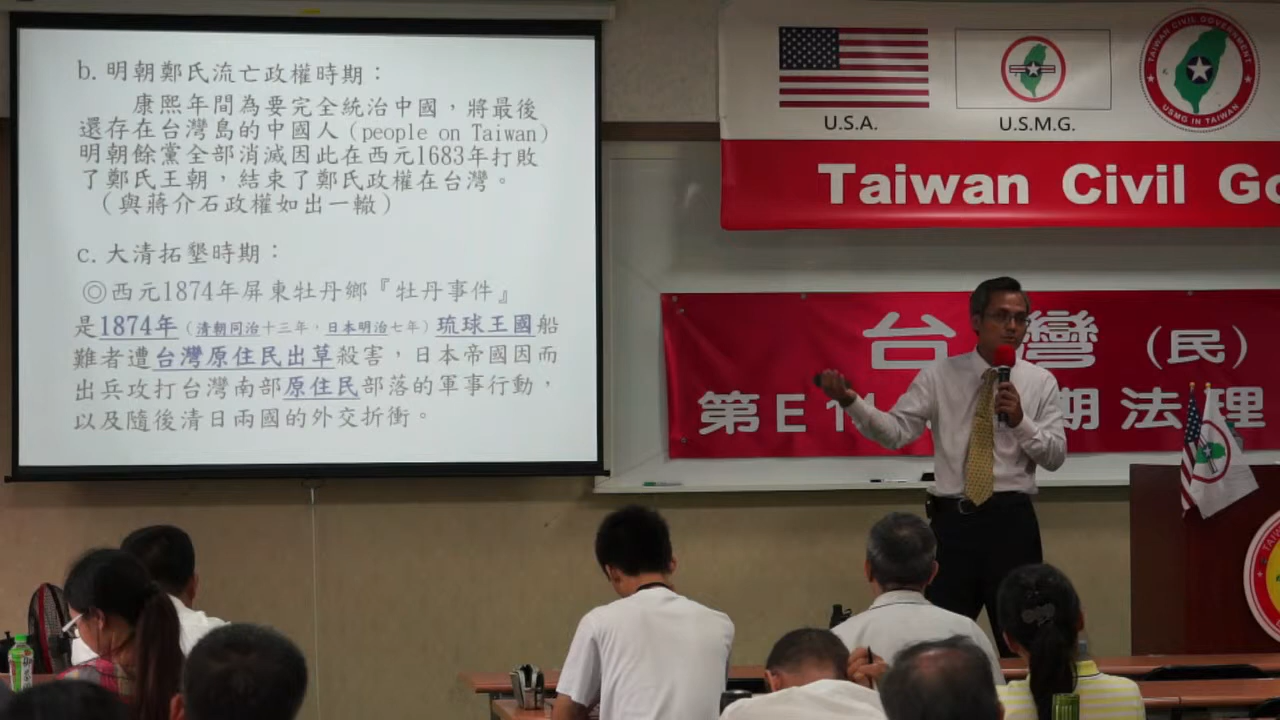 b.明朝鄭氏流亡政權時期：
康熙年間為要完全統治中國，將最後
還存在台灣島的中國人(people on Taiwan)
明朝餘黨全部消滅因此在西元1683年打敗
了鄭氏王朝，結束了鄭氏政權在台灣。
(與蔣介石政權如出一轍)
c.大清拓墾時期：
◎西元1874年屏東牡丹鄉『牡丹事件』
是1874年（清朝同治十三年，日本明治七年）琉球王國船
難者遭台灣原住民出草殺害，日本帝國因而
出兵攻打台灣南部原住民部落的軍事行動，
以及隨後清日兩國的外交折衝。
U.S.A.
U.S.M.G.
TAIWAN CIVIL GOVERNMENT
USMG IN TAIWAN
Taiwan Civil Go
台灣（民）
第E1 期法理